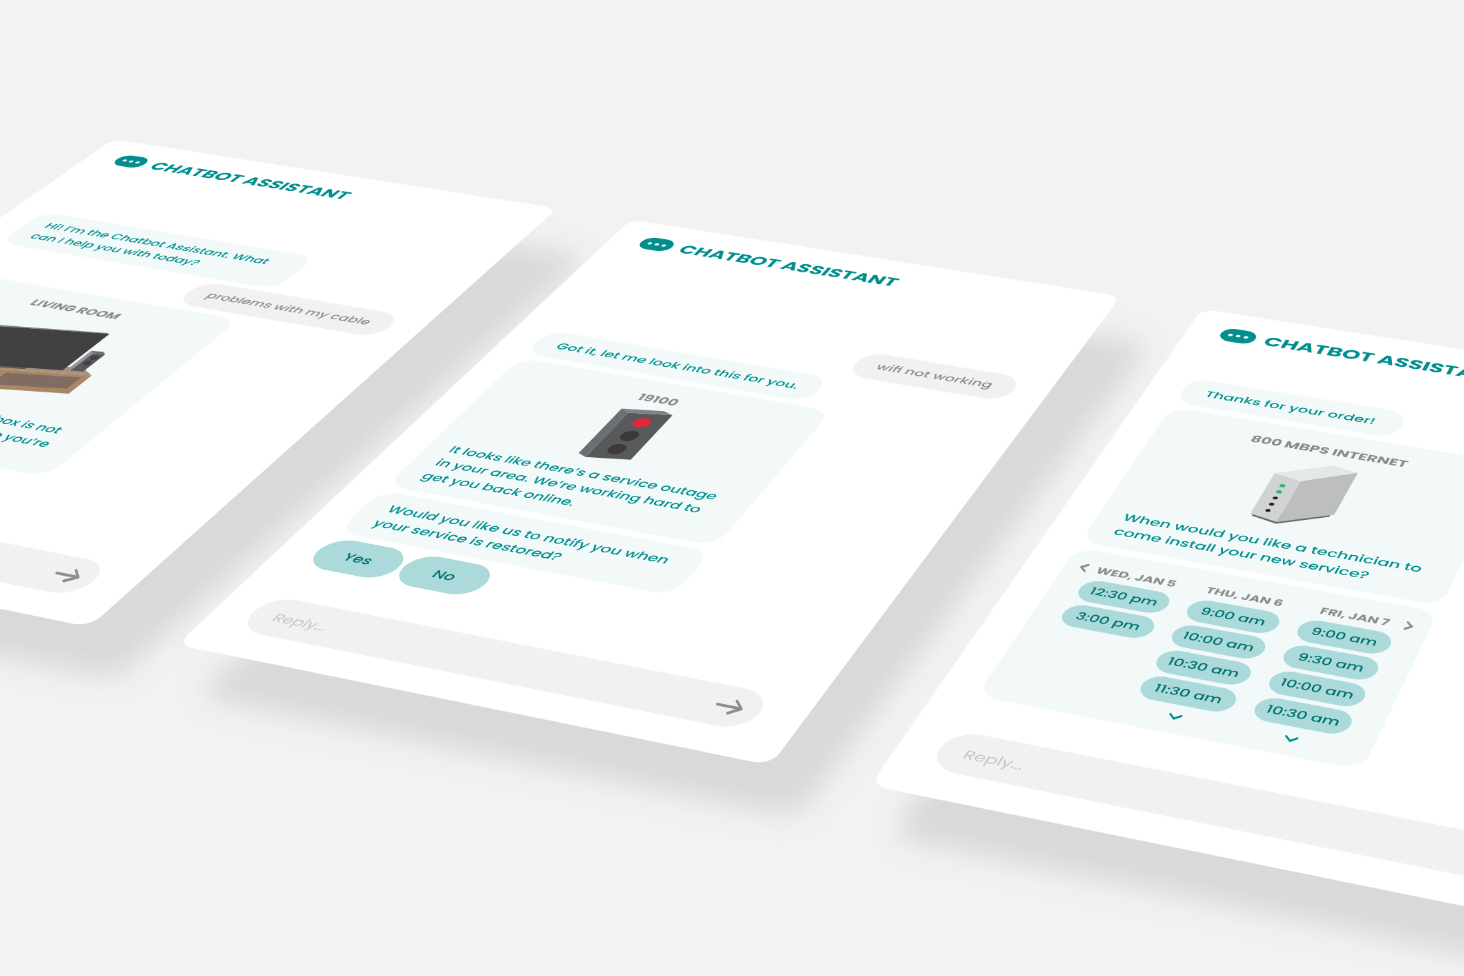 CHATBOT ASSISTANT
Hi! I'm the Chatbot Assistant. What
can I help you with today?
problems with my cable
LIVING ROOM
box is not
you're
CHATBOT ASSISTANT
wifi not working
Got it, let me look into this for you.
19100
It looks like there's a service outage
in your area. We're working hard to
get you back online.
Would you like us to notify you when
your service is restored?
Yes
No
Reply...
CHATBOT ASSISTA
Thanks for your order!
800 MBPS INTERNET
When would you like a technician to
come install your new service?
WED, JAN 5
12:30 pm
3:00 pm
THU, JAN 6
9:00 am
10:00 am
10:30 am
11:30 am
FRI, JAN 7
9:00 am
9:30 am
10:00 am
10:30 am
Reply...